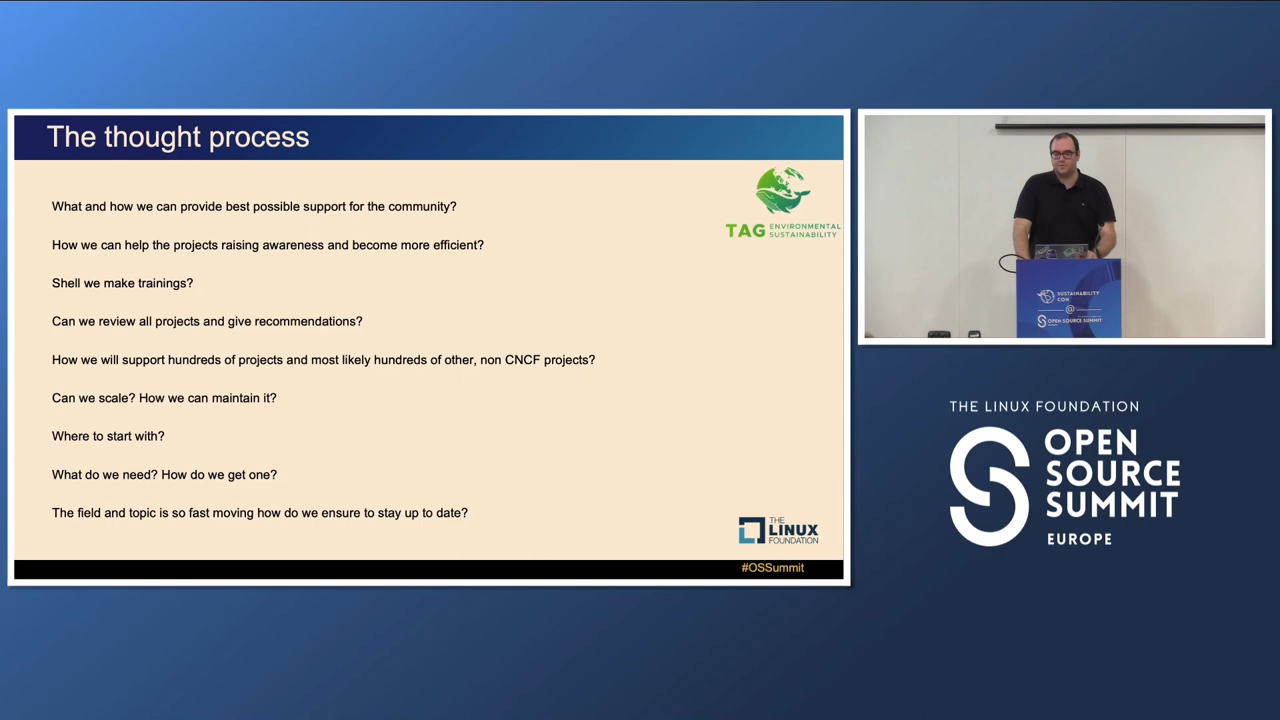 The thought process
What and how we can provide best possible support for the community?
How we can help the projects raising awareness and become more efficient?
Shell we make trainings?
Can we review all projects and give recommendations?
How we will support hundreds of projects and most likely hundreds of other, non CNCF projects?
Can we scale? How we can maintain it?
Where to start with?
What do we need? How do we get one?
The field and topic is so fast moving how do we ensure to stay up to date?
TAG ENVIRONMENTAL
SUSTAINABILITY
THE
LINUX
FOUNDATION
#OSSummit
SUSTAINABILITY
CON
@
OPEN SOURCE SUMMIT
THE LINUX FOUNDATION
OPEN
SOURCE
SUMMIT
EUROPE